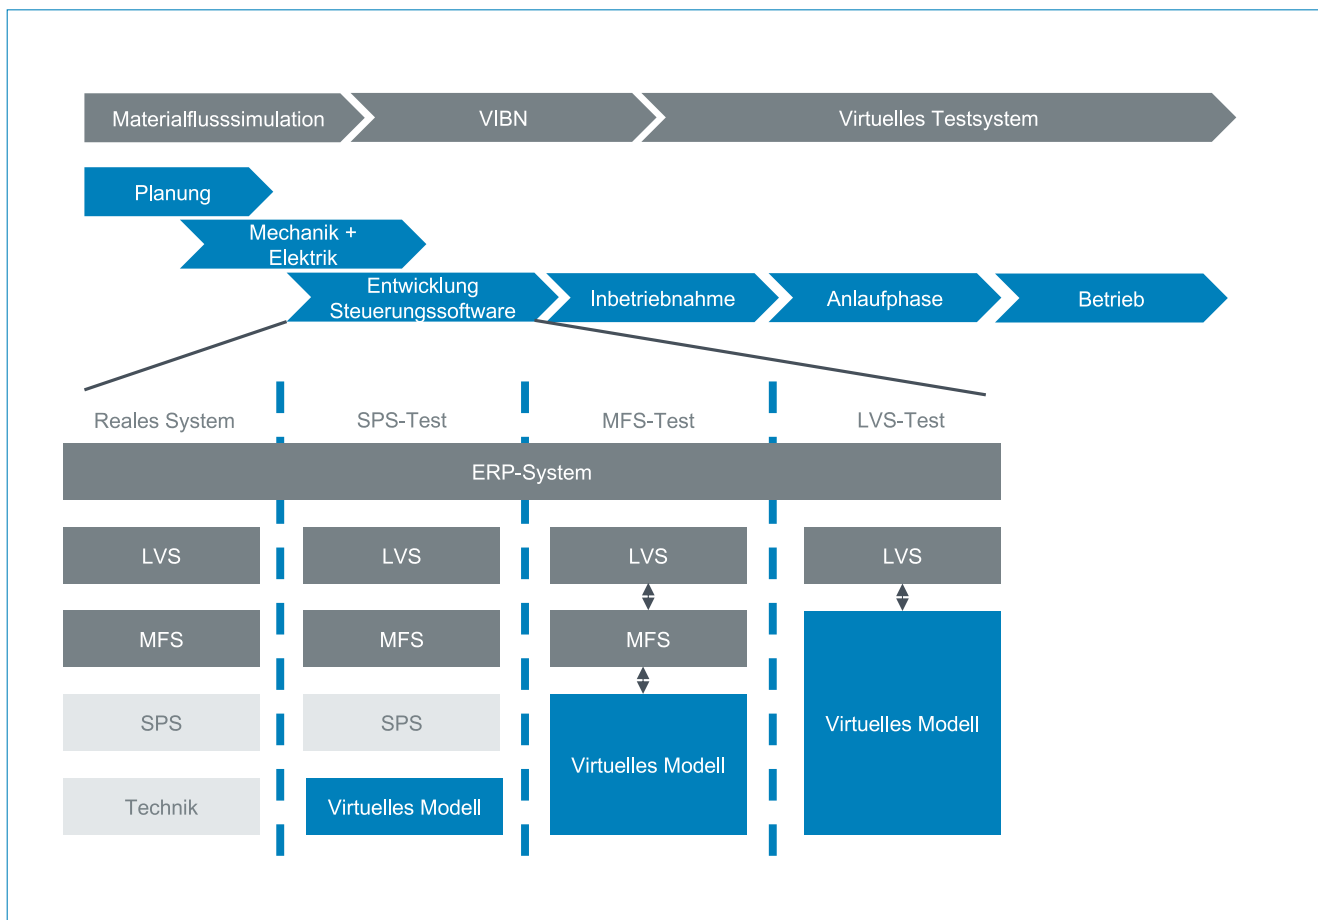 Materialflusssimulation
VIBN
Virtuelles Testsystem
Planung
Mechanik +
Elektrik
Entwicklung
Steuerungssoftware
Inbetriebnahme
Anlaufphase
Betrieb
Reales System
SPS-Test
MFS-Test
LVS-Test
ERP-System
LVS
LVS
LVS
LVS
MFS
MFS
MFS
SPS
SPS
Virtuelles Modell
Virtuelles Modell
Technik
Virtuelles Modell